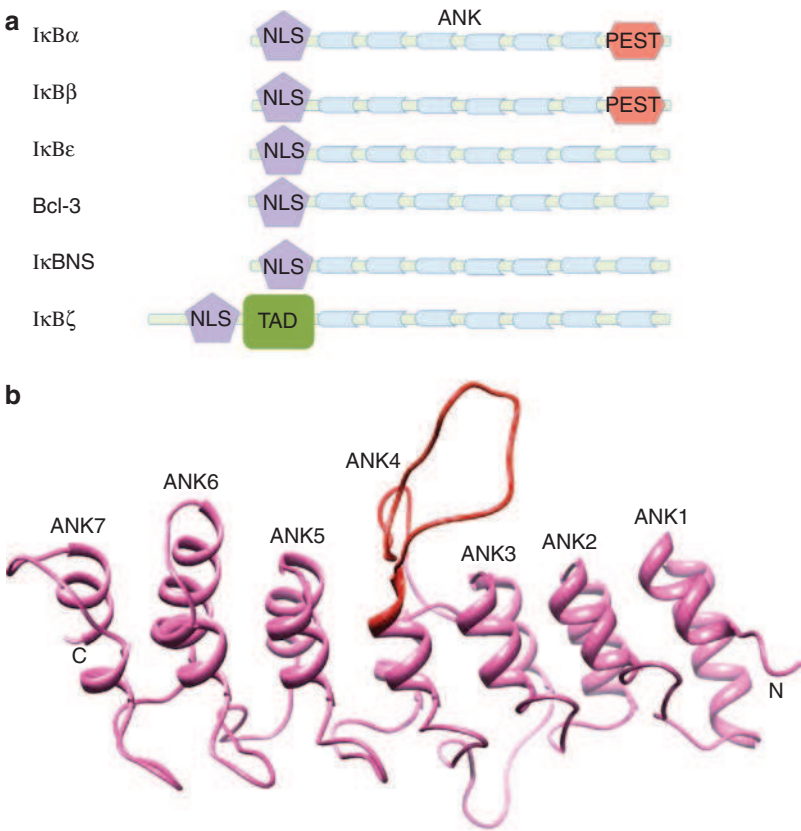 a
ANK
IκBα NLS PEST
IκBβ NLS PEST
IκBε NLS
Bcl-3 NLS
IκBNS NLS
IκBζ NLS TAD
b
ANK4
ANK6
ANK7
ANK5
ANK3
ANK2
ANK1
C
N